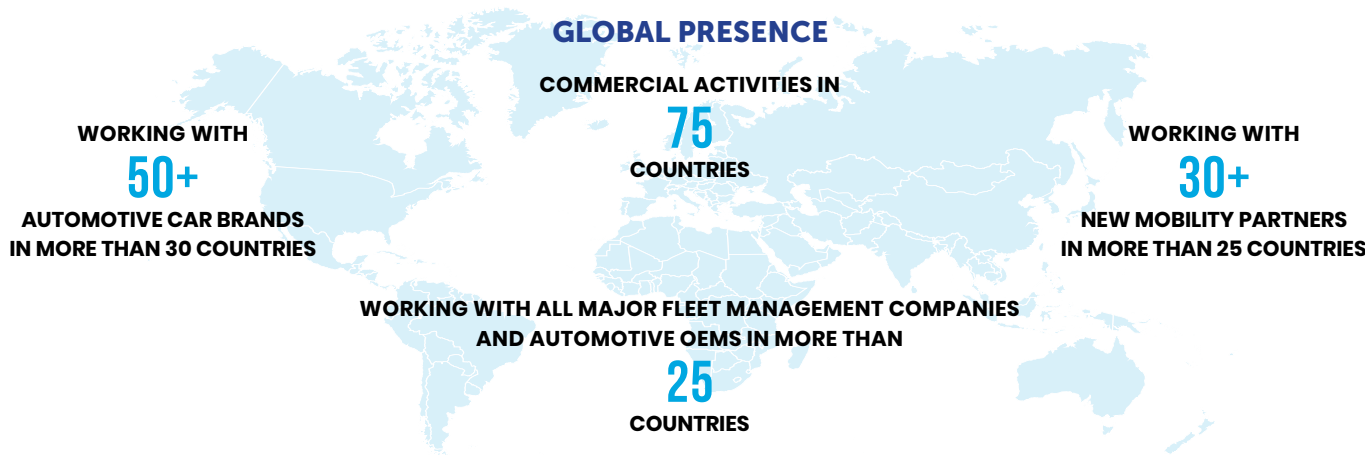 GLOBAL PRESENCE
COMMERCIAL ACTIVITIES IN
75
COUNTRIES
WORKING WITH
50+
AUTOMOTIVE CAR BRANDS
IN MORE THAN 30 COUNTRIES
WORKING WITH
30+
NEW MOBILITY PARTNERS
IN MORE THAN 25 COUNTRIES
WORKING WITH ALL MAJOR FLEET MANAGEMENT COMPANIES
AND AUTOMOTIVE OEMS IN MORE THAN
25
COUNTRIES